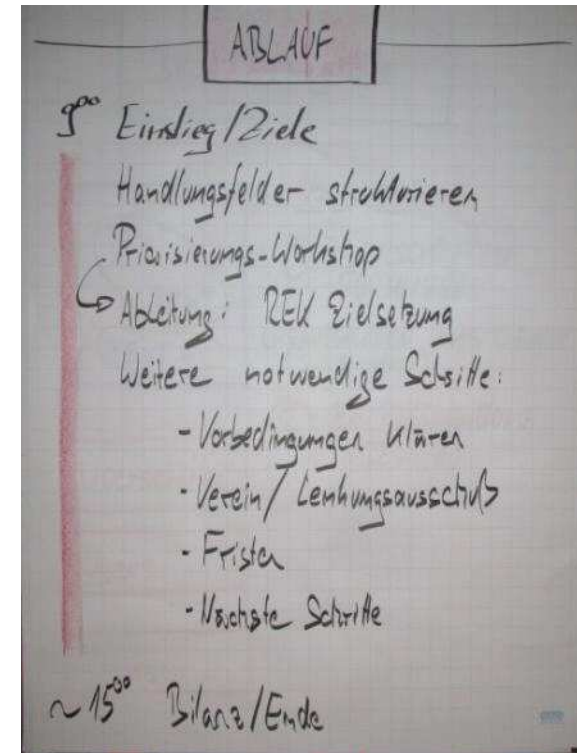 ABLAUF
9⁰⁰ Einstieg/Ziele
Handlungsfelder strukturieren
Priorisierungs-Workshop
Ableitung: REK Zielsetzung
Weitere notwendige Schritte:
- Vorbedingungen klären
- Verein/Lenkungsausschuß
- Fristen
- Nächste Schritte
~ 15⁰⁰ Bilanz/Ende